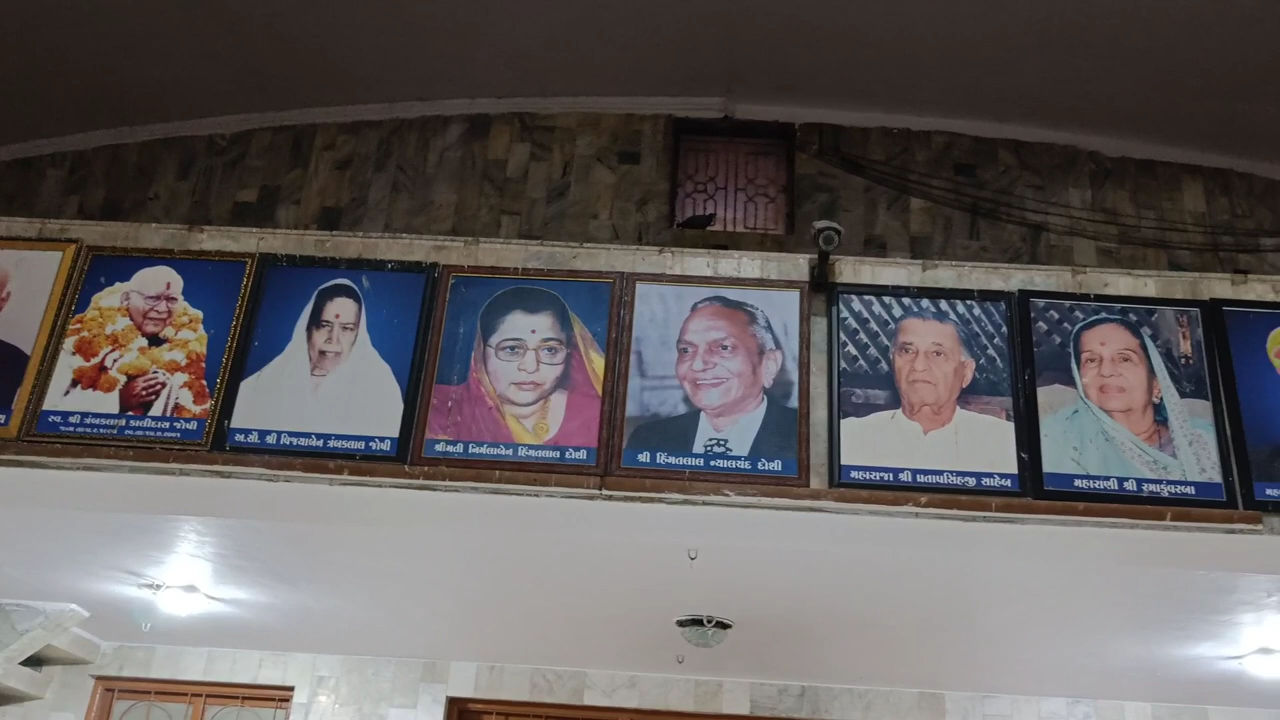 સ્વ. શ્રી ત્રંબકલાલ કાલીદાસ જોષી
અ.સૌ. શ્રી વિજયાબેન ત્રંબકલાલ જોષી
શ્રીમતી નિર્મલાબેન હિંમતલાલ દોશી
શ્રી હિંમતલાલ ન્યાલચંદ દોશી
મહારાજા શ્રી પ્રતાપસિંહજી સાહેબ
મહારાણી શ્રી રમાકુંવરબા